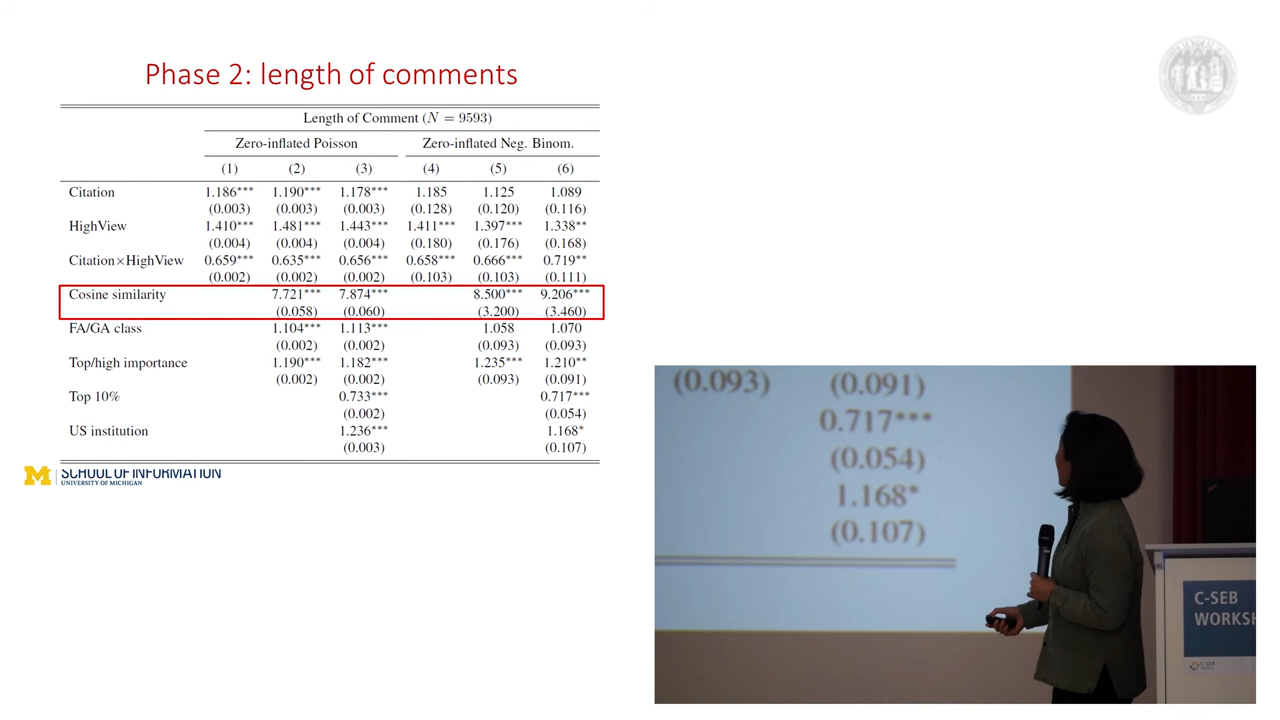 Phase 2: length of comments
Length of Comment (N = 9593)
Zero-inflated Poisson Zero-inflated Neg. Binom.
(1) (2) (3) (4) (5) (6)
Citation 1.186*** 1.190*** 1.178*** 1.185 1.125 1.089
(0.003) (0.003) (0.003) (0.128) (0.120) (0.116)
HighView 1.410*** 1.481*** 1.443*** 1.411*** 1.397*** 1.338**
(0.004) (0.004) (0.004) (0.180) (0.176) (0.168)
Citation×HighView 0.659*** 0.635*** 0.656*** 0.658*** 0.666*** 0.719**
(0.002) (0.002) (0.002) (0.103) (0.103) (0.111)
Cosine similarity 7.721*** 7.874*** 8.500*** 9.206***
(0.058) (0.060) (3.200) (3.460)
FA/GA class 1.104*** 1.113*** 1.058 1.070
(0.002) (0.002) (0.093) (0.093)
Top/high importance 1.190*** 1.182*** 1.235*** 1.210**
(0.002) (0.002) (0.093) (0.091)
Top 10% 0.733*** 0.717***
(0.002) (0.054)
US institution 1.236*** 1.168*
(0.003) (0.107)
M SCHOOL OF INFORMATION
UNIVERSITY OF MICHIGAN
(0.093) (0.091)
0.717***
(0.054)
1.168*
(0.107)
C-SEB
WORKSH
C-SEB